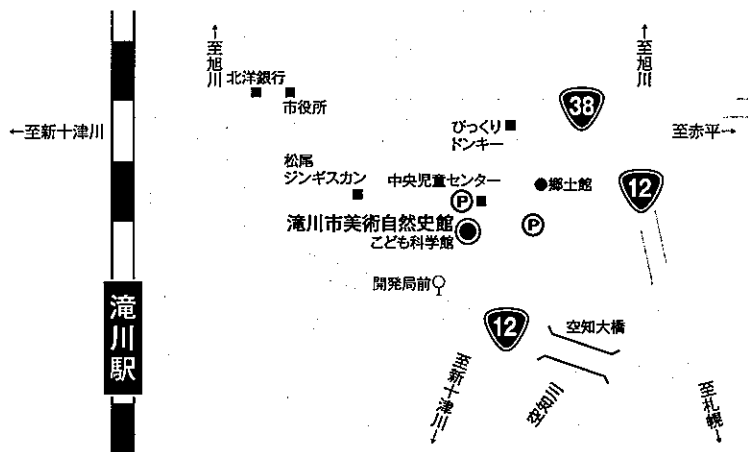 ↑至旭川
↑至旭川
北洋銀行
市役所
38
びっくり
ドンキー
←至新十津川
至赤平→
松尾
ジンギスカン
中央児童センター
郷土館
12
P
滝川市美術自然史館
P
こども科学館
開発局前
滝川駅
12
空知大橋
至新十津川↓
空知川
至札幌↓